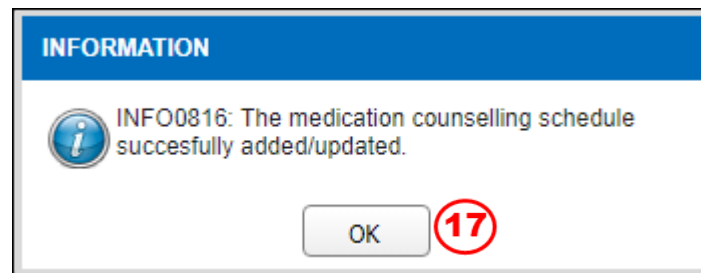 INFORMATION
INFO0816: The medication counselling schedule
succesfully added/updated.
OK
17